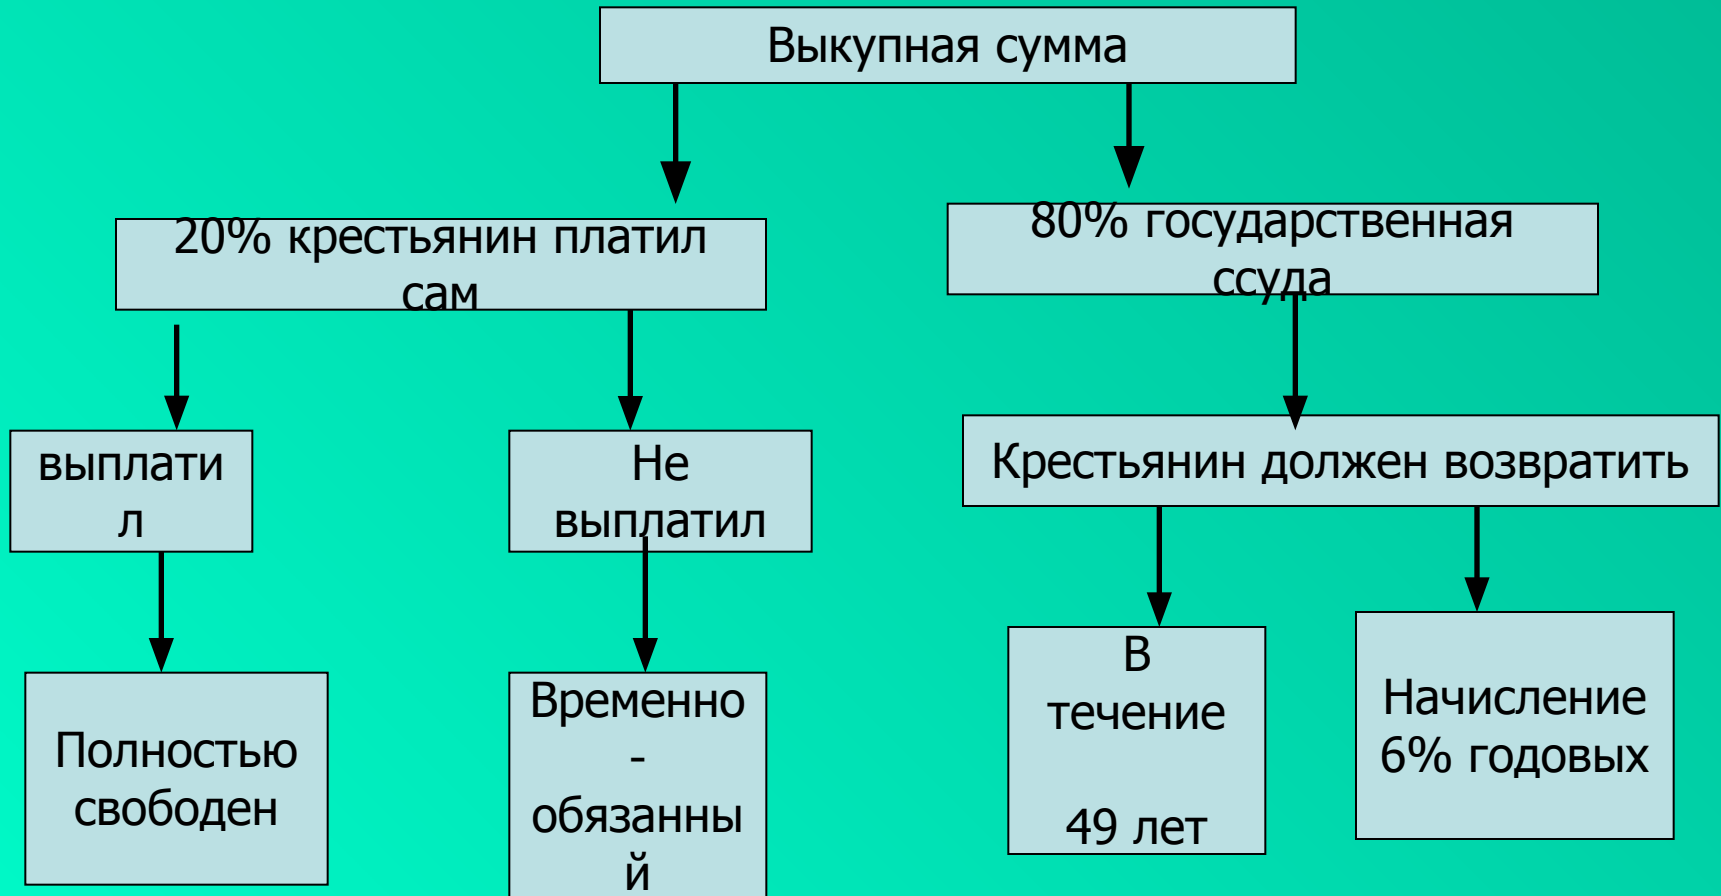 Выкупная сумма
20% крестьянин платил
сам
80% государственная
ссуда
выплати
л
Не
выплатил
Крестьянин должен возвратить
Полностью
свободен
Временно
-
обязанны
й
В
течение
49 лет
Начисление
6% годовых